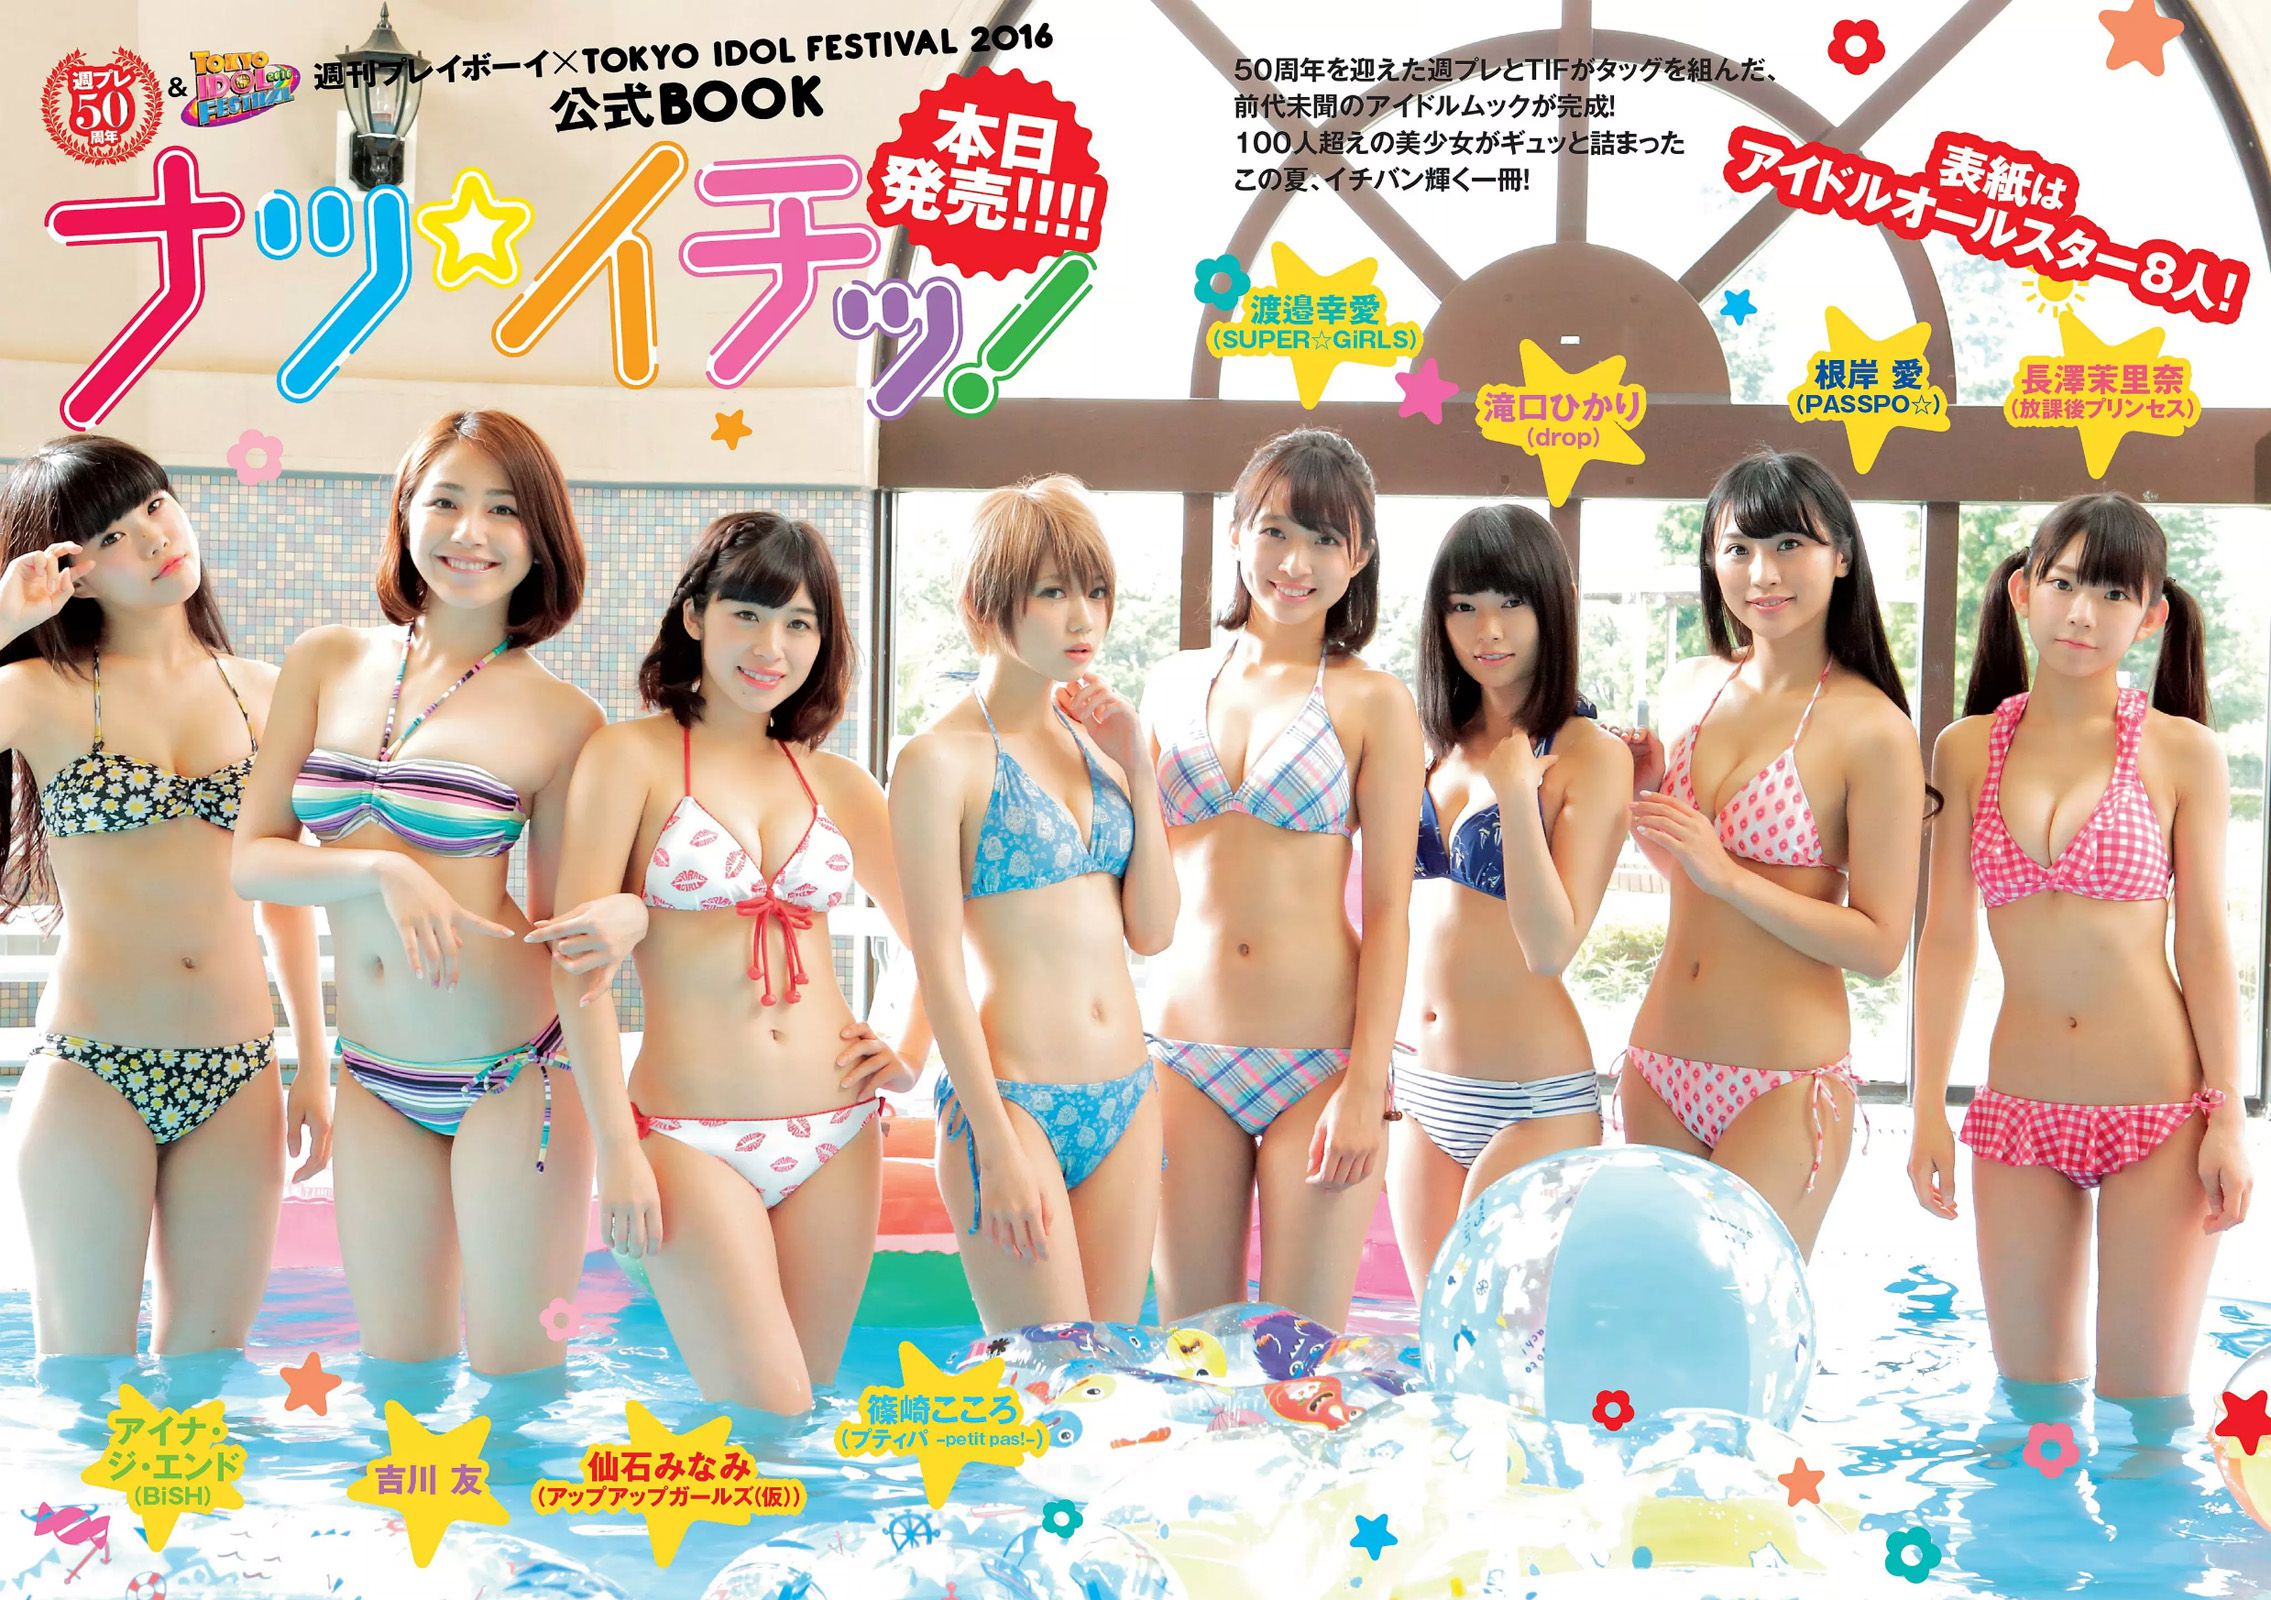 週プレ
50
周年
&
TOKYO
IDOL 2016
FESTIVAL
週刊プレイボーイ×TOKYO IDOL FESTIVAL 2016
公式BOOK
ナツ☆イチッ!
本日
発売!!!!
50周年を迎えた週プレとTIFがタッグを組んだ、
前代未聞のアイドルムックが完成!
100人超えの美少女がギュッと詰まった
この夏、イチバン輝く一冊!
表紙は
アイドルオールスター8人!
渡邉幸愛
(SUPER☆GiRLS)
滝口ひかり
(drop)
根岸 愛
(PASSPO☆)
長澤茉里奈
(放課後プリンセス)
アイナ・
ジ・エンド
(BiSH)
吉川 友
仙石みなみ
(アップアップガールズ(仮))
篠崎こころ
(プティパ -petit pas!-)